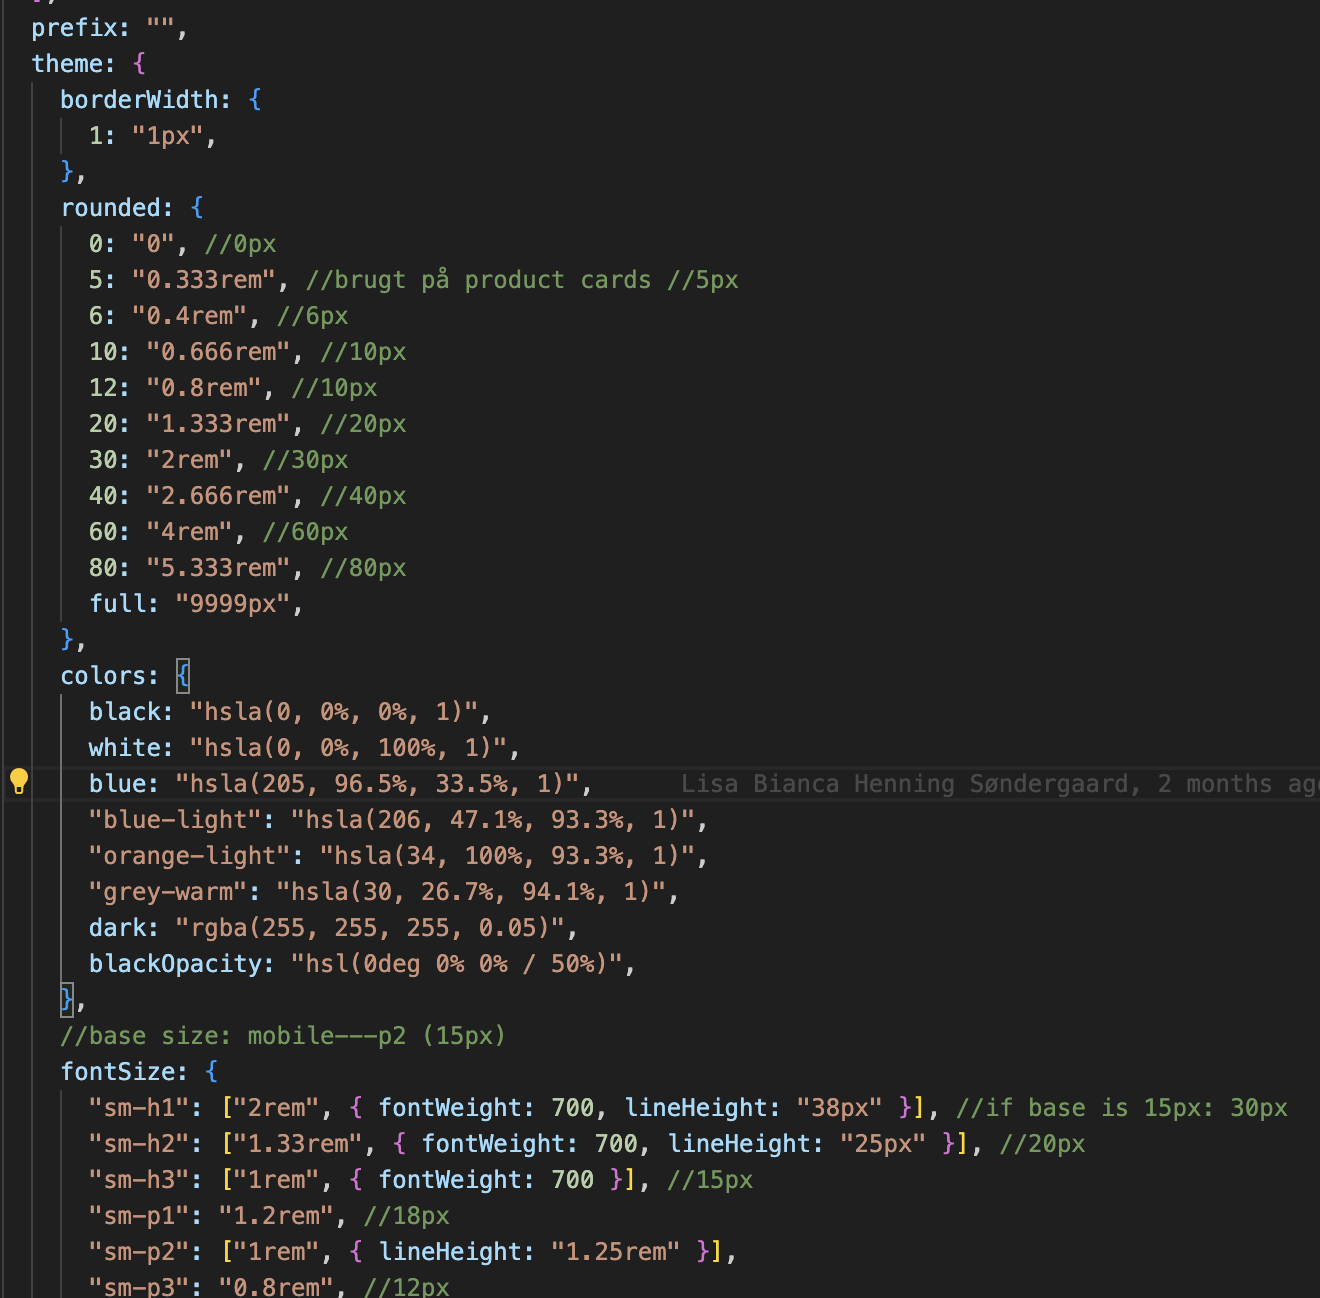 prefix: "",
theme: {
borderWidth: {
1: "1px",
},
rounded: {
0: "0", //0px
5: "0.333rem", //brugt på product cards //5px
6: "0.4rem", //6px
10: "0.666rem", //10px
12: "0.8rem", //10px
20: "1.333rem", //20px
30: "2rem", //30px
40: "2.666rem", //40px
60: "4rem", //60px
80: "5.333rem", //80px
full: "9999px",
},
colors: {
black: "hsla(0, 0%, 0%, 1)",
white: "hsla(0, 0%, 100%, 1)",
blue: "hsla(205, 96.5%, 33.5%, 1)", Lisa Bianca Henning Søndergaard, 2 months ago
"blue-light": "hsla(206, 47.1%, 93.3%, 1)",
"orange-light": "hsla(34, 100%, 93.3%, 1)",
"grey-warm": "hsla(30, 26.7%, 94.1%, 1)",
dark: "rgba(255, 255, 255, 0.05)",
blackOpacity: "hsl(0deg 0% 0% / 50%)",
},
//base size: mobile---p2 (15px)
fontSize: {
"sm-h1": ["2rem", { fontWeight: 700, lineHeight: "38px" }], //if base is 15px: 30px
"sm-h2": ["1.33rem", { fontWeight: 700, lineHeight: "25px" }], //20px
"sm-h3": ["1rem", { fontWeight: 700 }], //15px
"sm-p1": "1.2rem", //18px
"sm-p2": ["1rem", { lineHeight: "1.25rem" }],
"sm-p3": "0.8rem", //12px